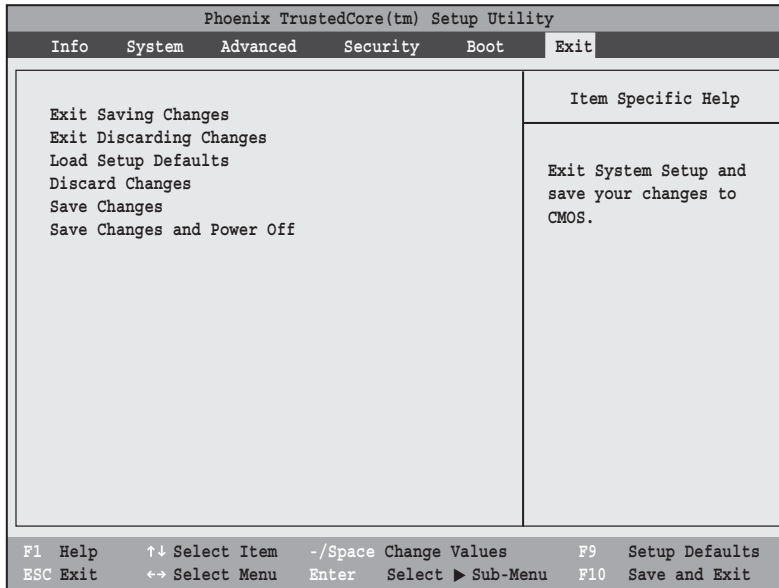 Phoenix TrustedCore(tm) Setup Utility
Info System Advanced Security Boot Exit
Exit Saving Changes
Exit Discarding Changes
Load Setup Defaults
Discard Changes
Save Changes
Save Changes and Power Off
Item Specific Help
Exit System Setup and
save your changes to
CMOS.
F1 Help ↑↓ Select Item -/Space Change Values F9 Setup Defaults
ESC Exit ←→ Select Menu Enter Select ▶ Sub-Menu F10 Save and Exit